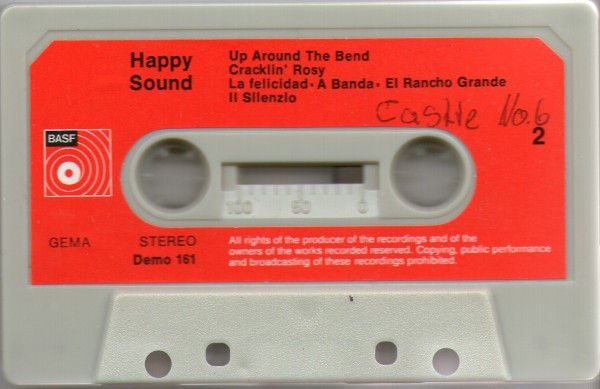 Happy
Sound
Up Around The Bend
Cracklin' Rosy
La felicidad • A Banda • El Rancho Grande
Il Silenzio
No. 6
2
BASF
100 50 0
GEMA
STEREO
Demo 161
All rights of the producer of the recordings and of the
owners of the works recorded reserved. Copying, public performance
and broadcasting of these recordings prohibited.